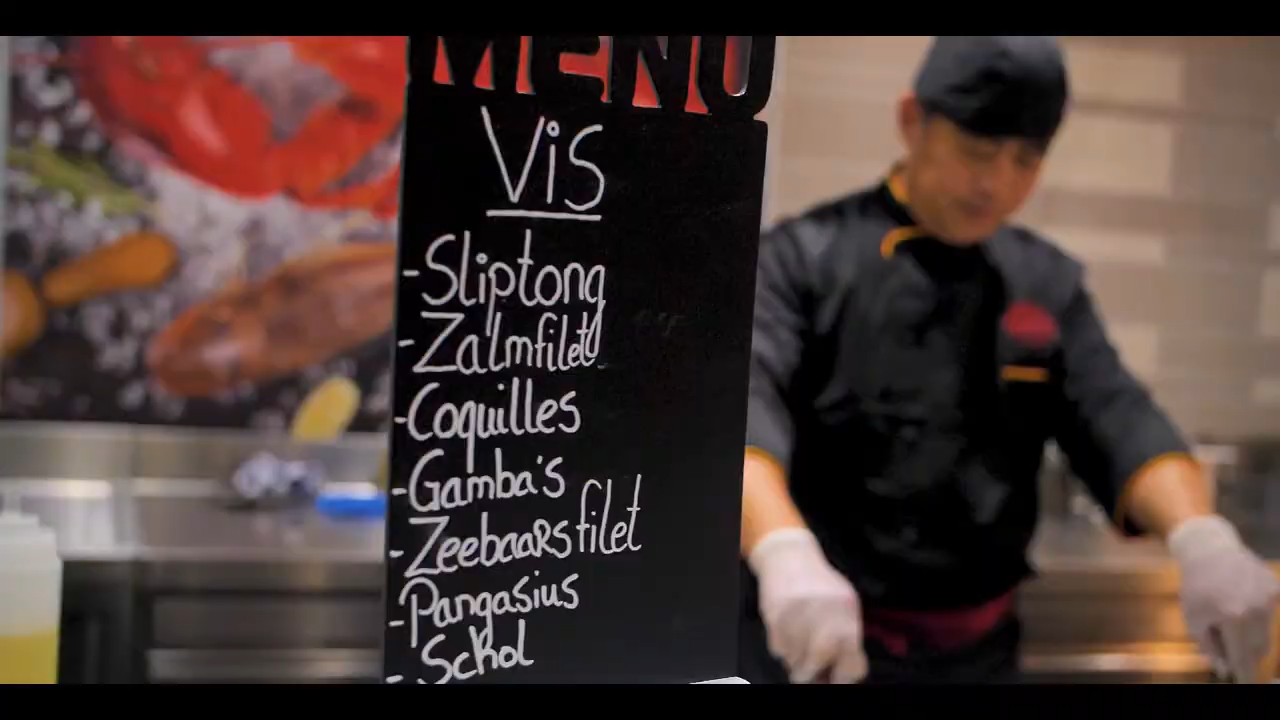 MENU
Vis
-Sliptong
-Zalmfilet
-Coquilles
-Gamba's
-Zeebaarsfilet
-Pangasius
-Schol